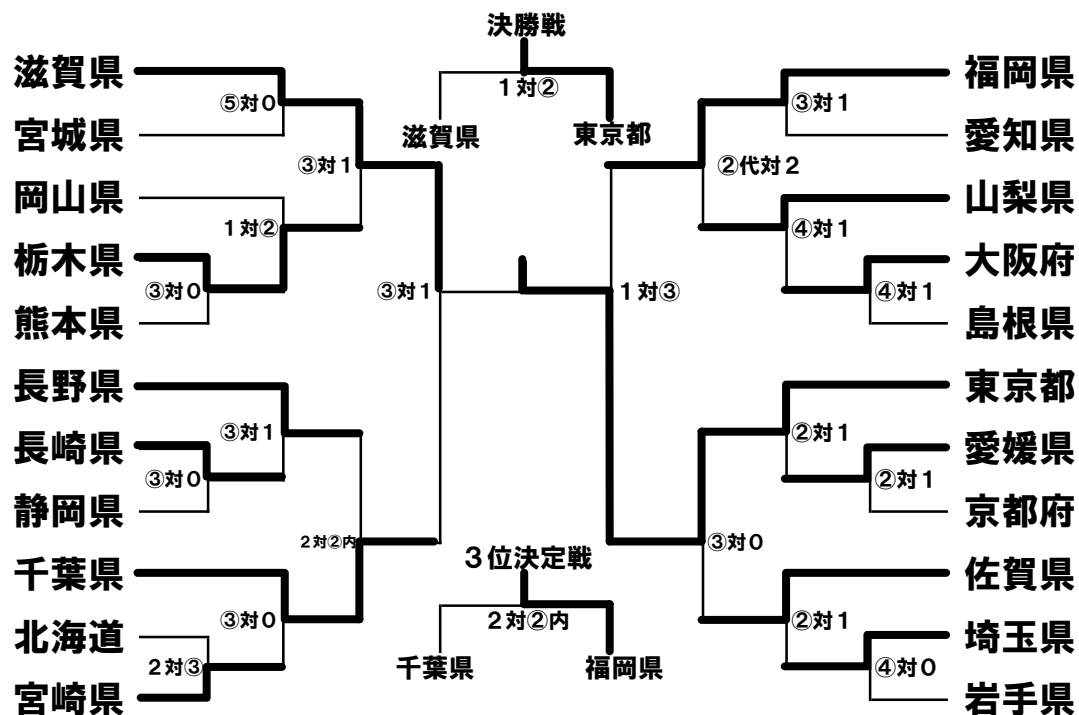 決勝戦
1対②
滋賀県
東京都
滋賀県
宮城県
岡山県
栃木県
熊本県
長野県
長崎県
静岡県
千葉県
北海道
宮崎県
⑤対0
③対1
1対②
③対0
③対1
③対1
③対0
2対②内
③対0
2対③
福岡県
愛知県
山梨県
大阪府
島根県
東京都
愛媛県
京都府
佐賀県
埼玉県
岩手県
③対1
②代対2
④対1
④対1
1対③
②対1
②対1
③対0
②対1
④対0
3位決定戦
2対②内
千葉県
福岡県